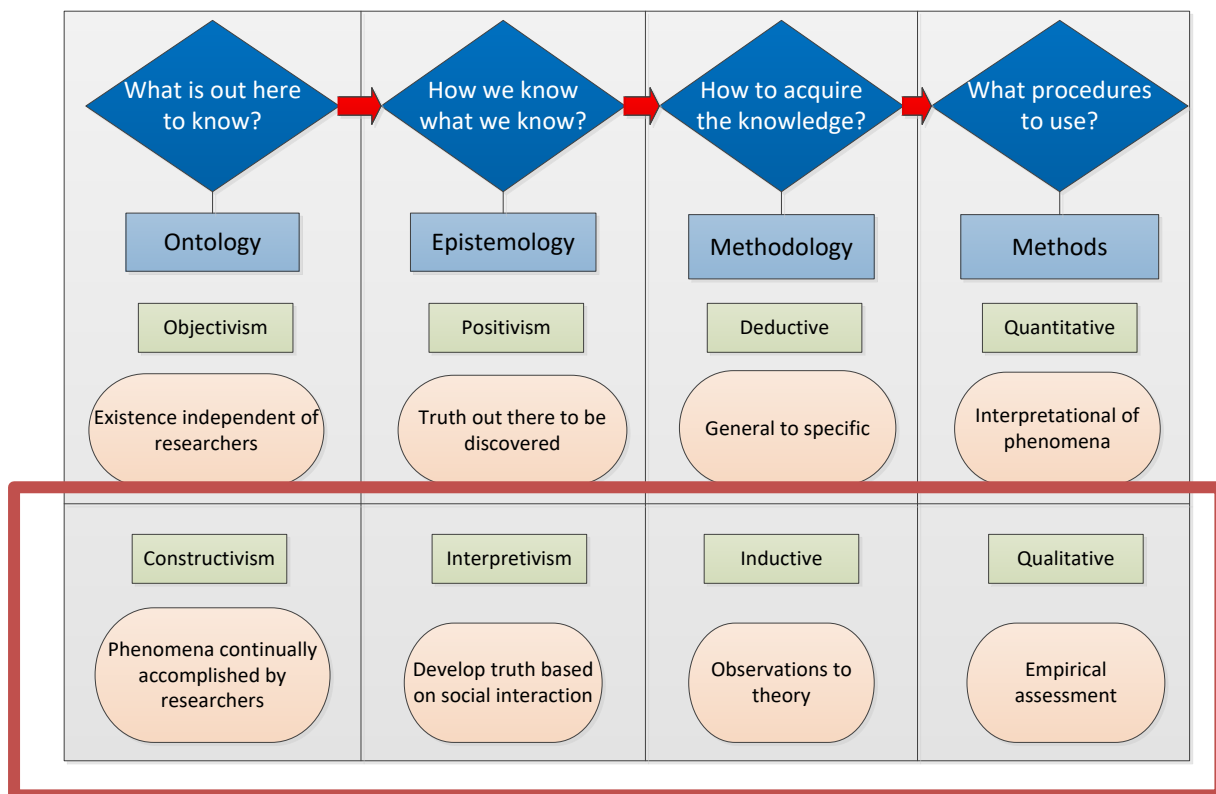 What is out here
to know?
How we know
what we know?
How to acquire
the knowledge?
What procedures
to use?
Ontology
Epistemology
Methodology
Methods
Objectivism
Positivism
Deductive
Quantitative
Existence independent of
researchers
Truth out there to be
discovered
General to specific
Interpretational of
phenomena
Constructivism
Interpretivism
Inductive
Qualitative
Phenomena continually
accomplished by
researchers
Develop truth based
on social interaction
Observations to
theory
Empirical
assessment